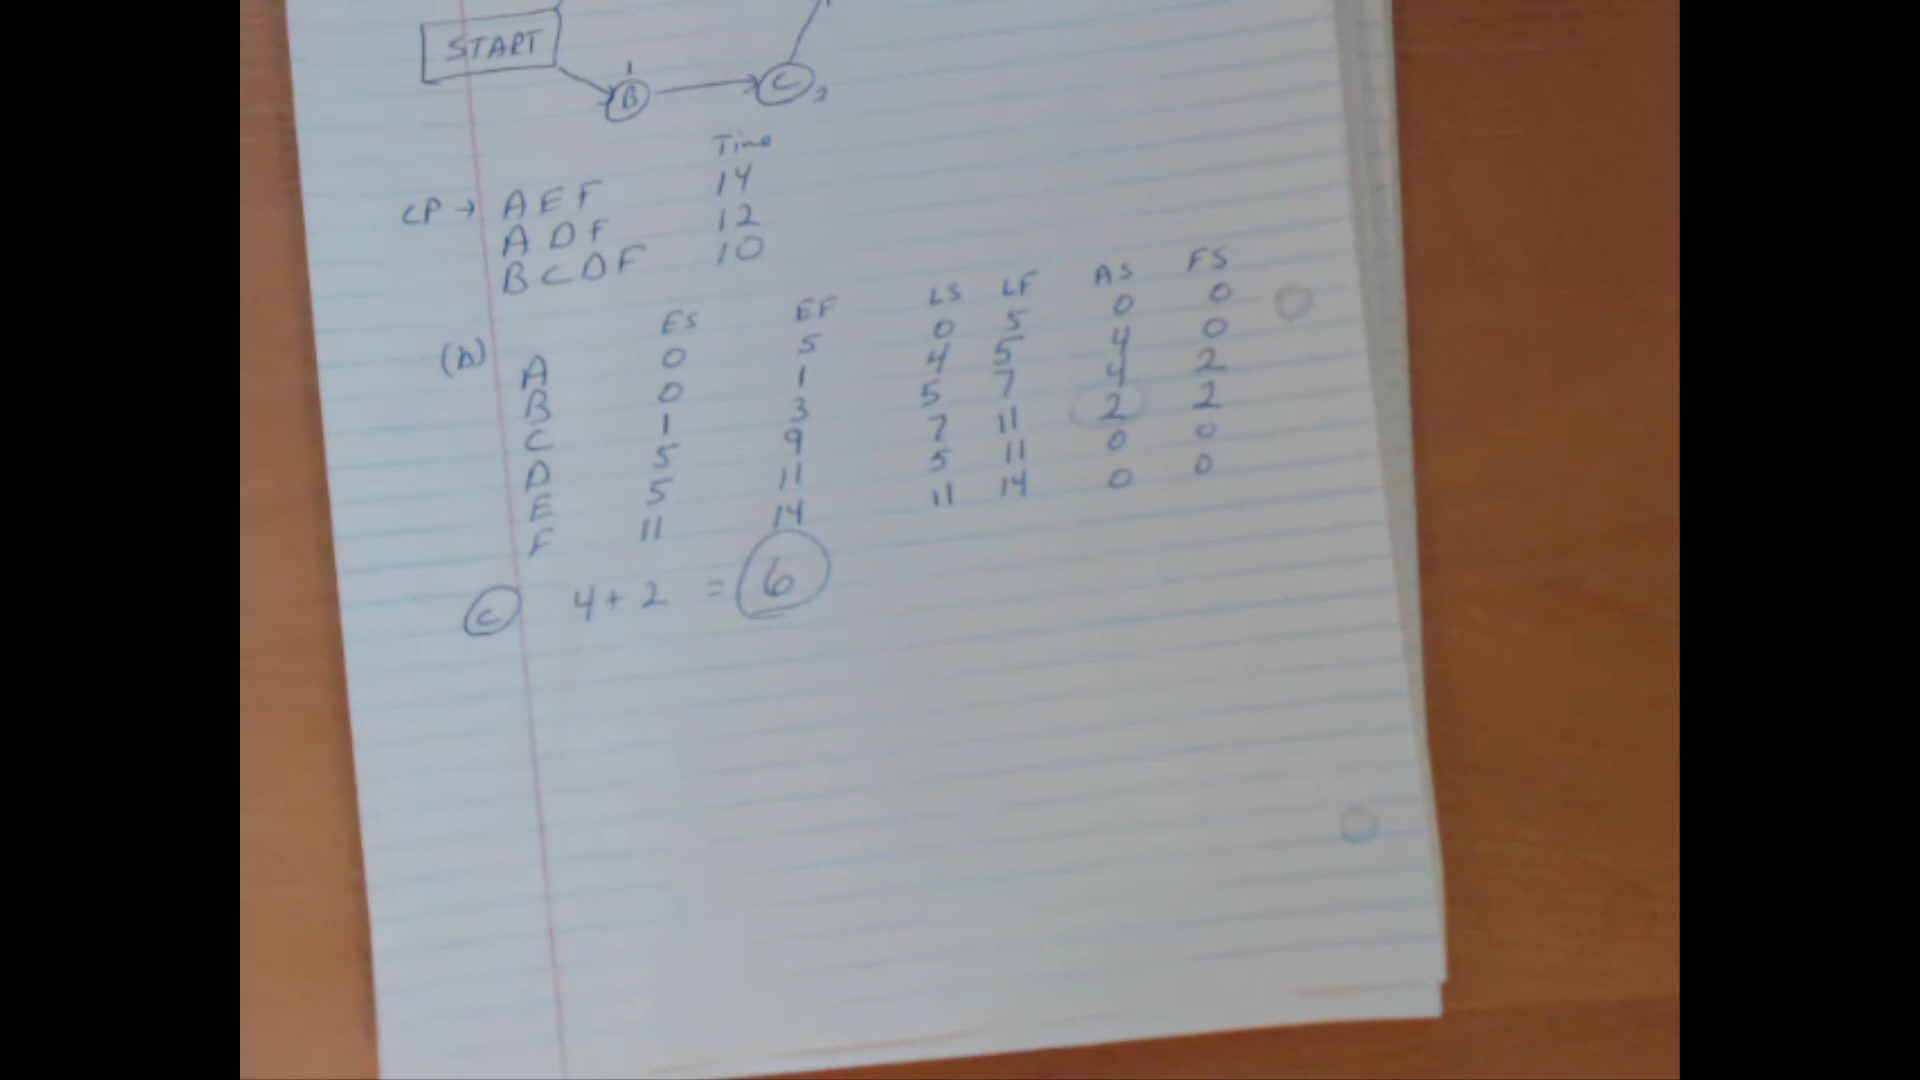 START
1
B
C 2
Time
CP → A E F 14
A D F 12
B C D F 10
ES EF LS LF AS FS
(B)
A 0 5 0 5 0 0
B 0 1 4 5 4 0
C 1 3 5 7 4 2
D 5 9 7 11 2 2
E 5 11 5 11 0 0
F 11 14 11 14 0 0
C 4 + 2 = 6